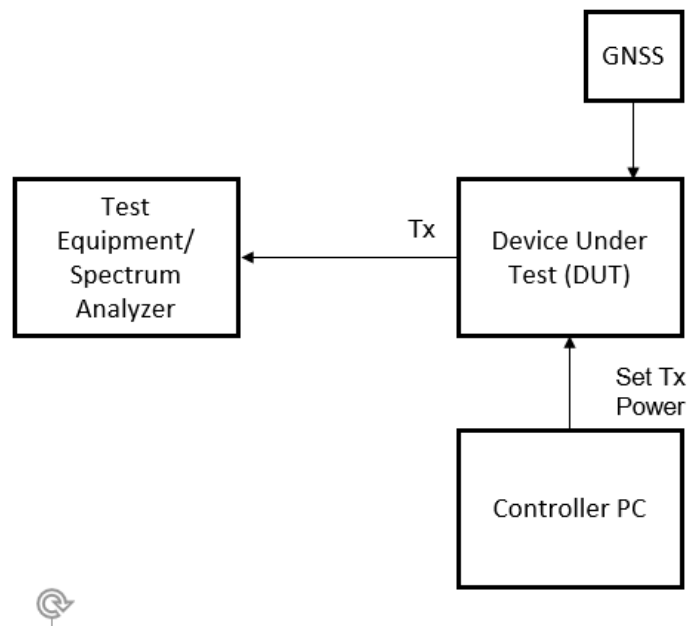 GNSS
Test
Equipment/
Spectrum
Analyzer
Tx
Device Under
Test (DUT)
Set Tx
Power
Controller PC